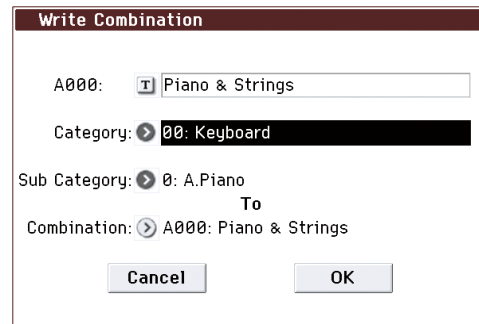 Write Combination
A000: T Piano & Strings
Category: 00: Keyboard
Sub Category: 0: A.Piano
To
Combination: A000: Piano & Strings
Cancel OK